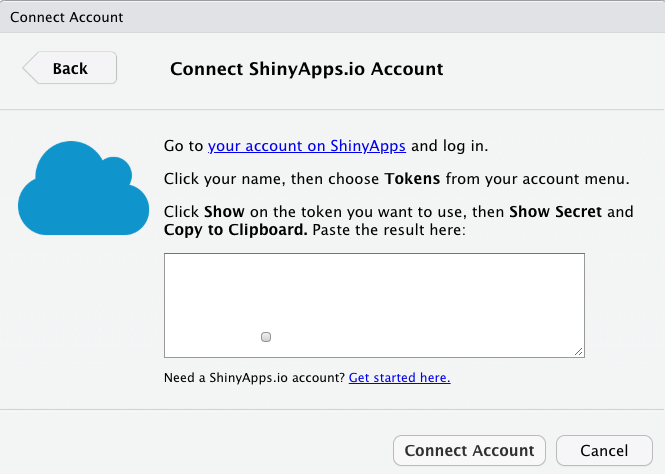 Connect Account
Back
Connect ShinyApps.io Account
Go to your account on ShinyApps and log in.
Click your name, then choose Tokens from your account menu.
Click Show on the token you want to use, then Show Secret and
Copy to Clipboard. Paste the result here:
Need a ShinyApps.io account? Get started here.
Connect Account
Cancel